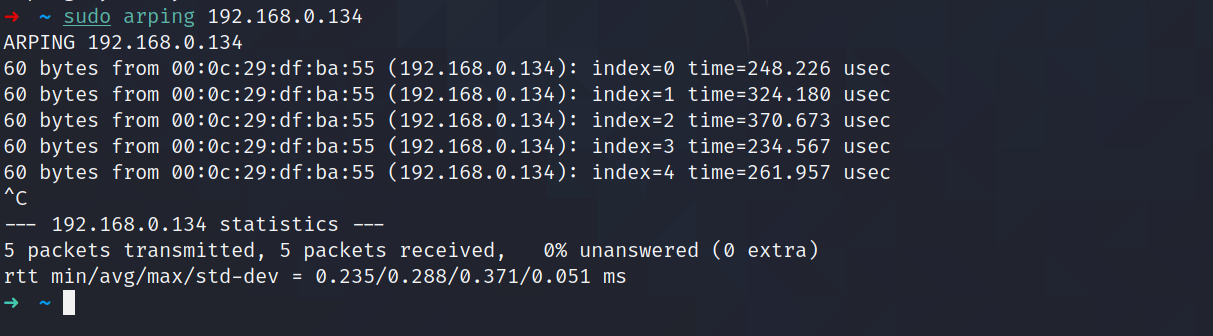 → ~ sudo arping 192.168.0.134
ARPING 192.168.0.134
60 bytes from 00:0c:29:df:ba:55 (192.168.0.134): index=0 time=248.226 usec
60 bytes from 00:0c:29:df:ba:55 (192.168.0.134): index=1 time=324.180 usec
60 bytes from 00:0c:29:df:ba:55 (192.168.0.134): index=2 time=370.673 usec
60 bytes from 00:0c:29:df:ba:55 (192.168.0.134): index=3 time=234.567 usec
60 bytes from 00:0c:29:df:ba:55 (192.168.0.134): index=4 time=261.957 usec
^C
--- 192.168.0.134 statistics ---
5 packets transmitted, 5 packets received,   0% unanswered (0 extra)
rtt min/avg/max/std-dev = 0.235/0.288/0.371/0.051 ms
→ ~